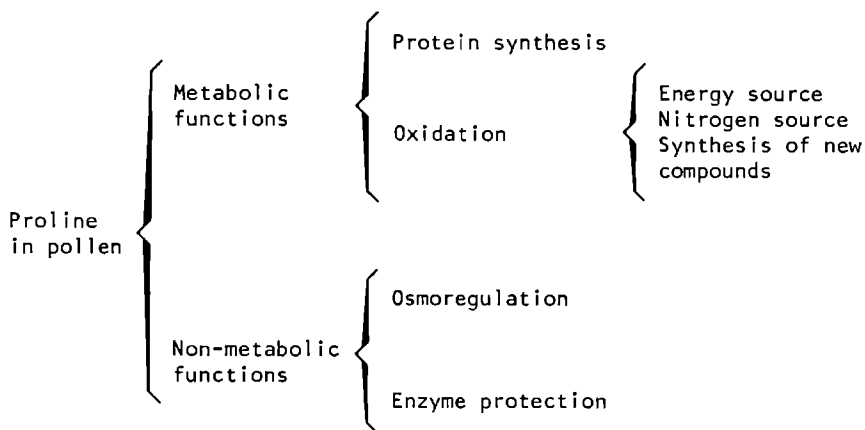 Proline
in pollen
Metabolic
functions
Protein synthesis
Oxidation
Energy source
Nitrogen source
Synthesis of new
compounds
Non-metabolic
functions
Osmoregulation
Enzyme protection